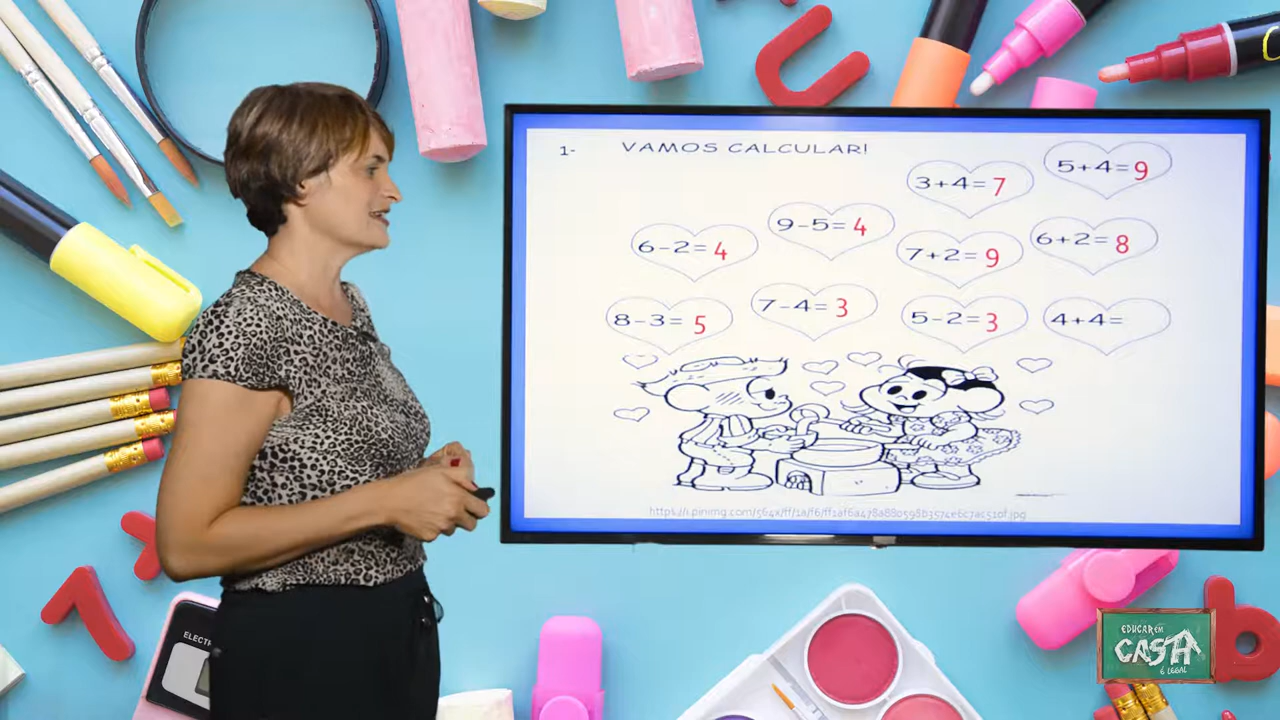 1- VAMOS CALCULAR!
5+4=9
3+4=7
9-5=4
6+2=8
6-2=4
7+2=9
8-3=5
7-4=3
5-2=3
4+4=
EDUCAR EM
CASA
É LEGAL
ELECTR